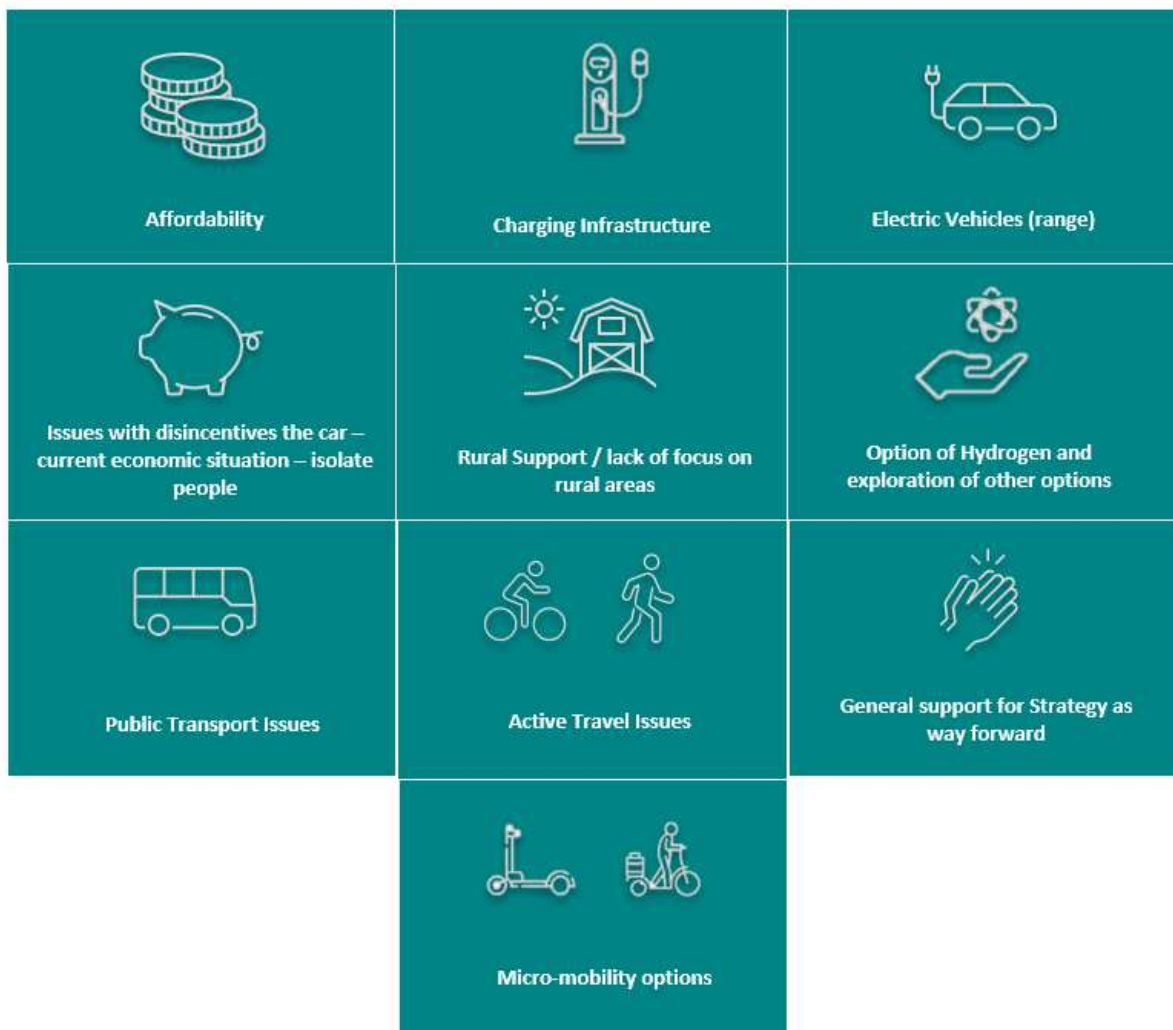 Affordability
Charging Infrastructure
Electric Vehicles (range)
Issues with disincentives the car –
current economic situation – isolate
people
Rural Support / lack of focus on
rural areas
Option of Hydrogen and
exploration of other options
Public Transport Issues
Active Travel Issues
General support for Strategy as
way forward
Micro-mobility options